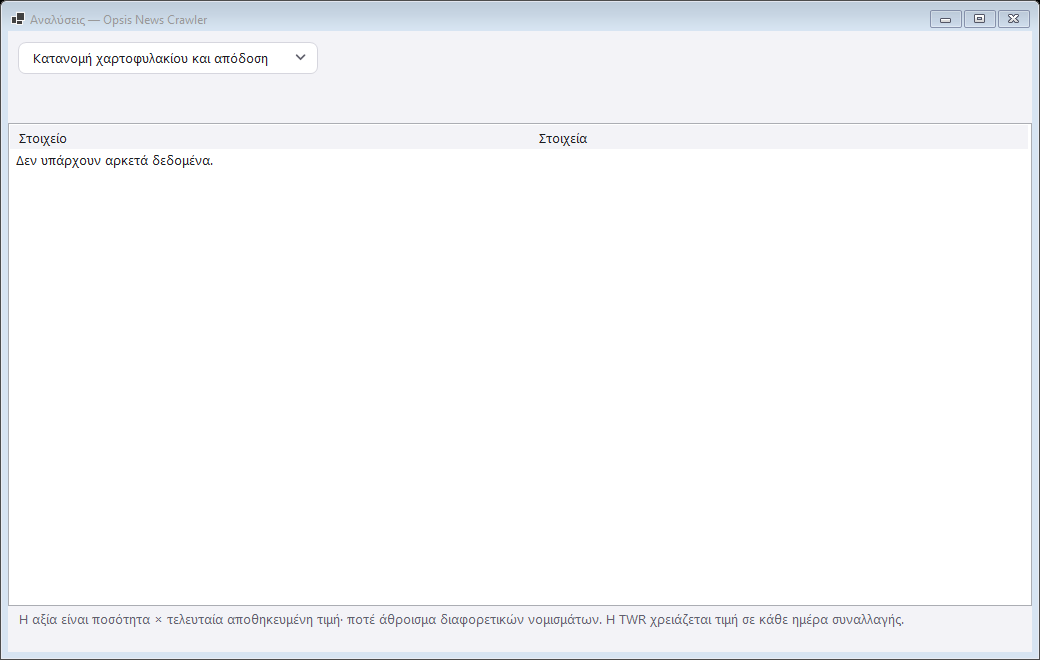 Αναλύσεις — Opsis News Crawler
Κατανομή χαρτοφυλακίου και απόδοση
Στοιχείο Στοιχεία
Δεν υπάρχουν αρκετά δεδομένα.
Η αξία είναι ποσότητα × τελευταία αποθηκευμένη τιμή· ποτέ άθροισμα διαφορετικών νομισμάτων. Η TWR χρειάζεται τιμή σε κάθε ημέρα συναλλαγής.